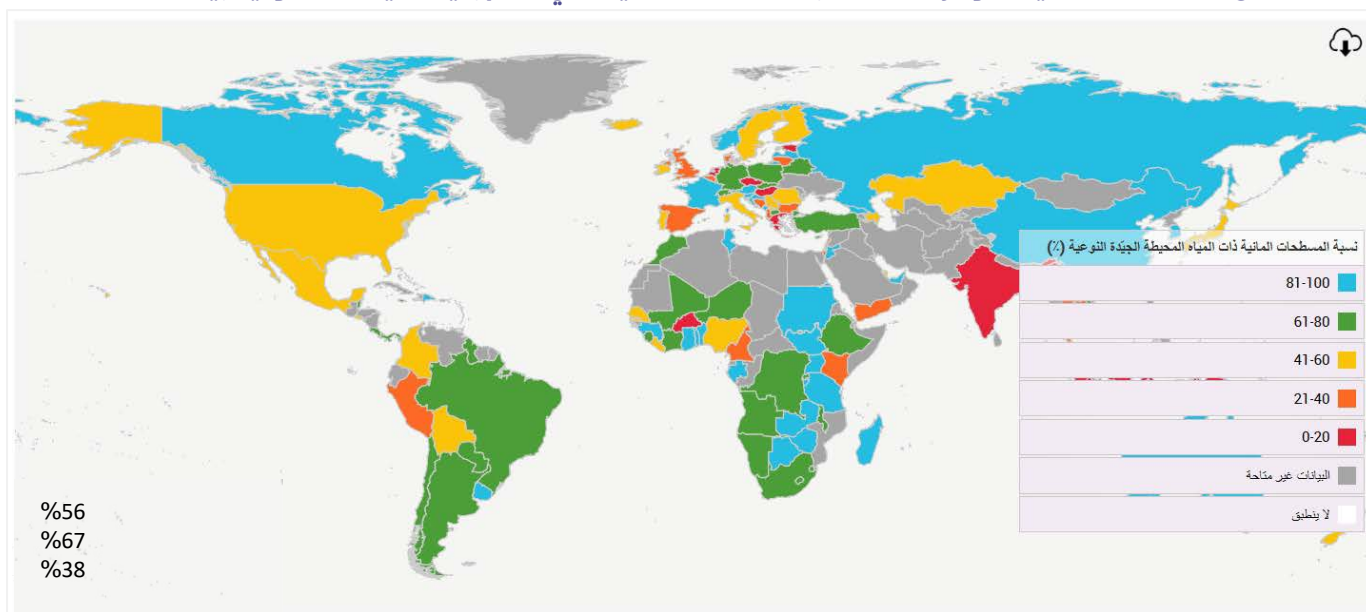 نسبة المسطحات المائية ذات المياه المحيطة الجيّدة النوعية (٪)
81-100
61-80
41-60
21-40
0-20
البيانات غير متاحة
لا ينطبق
%56
%67
%38